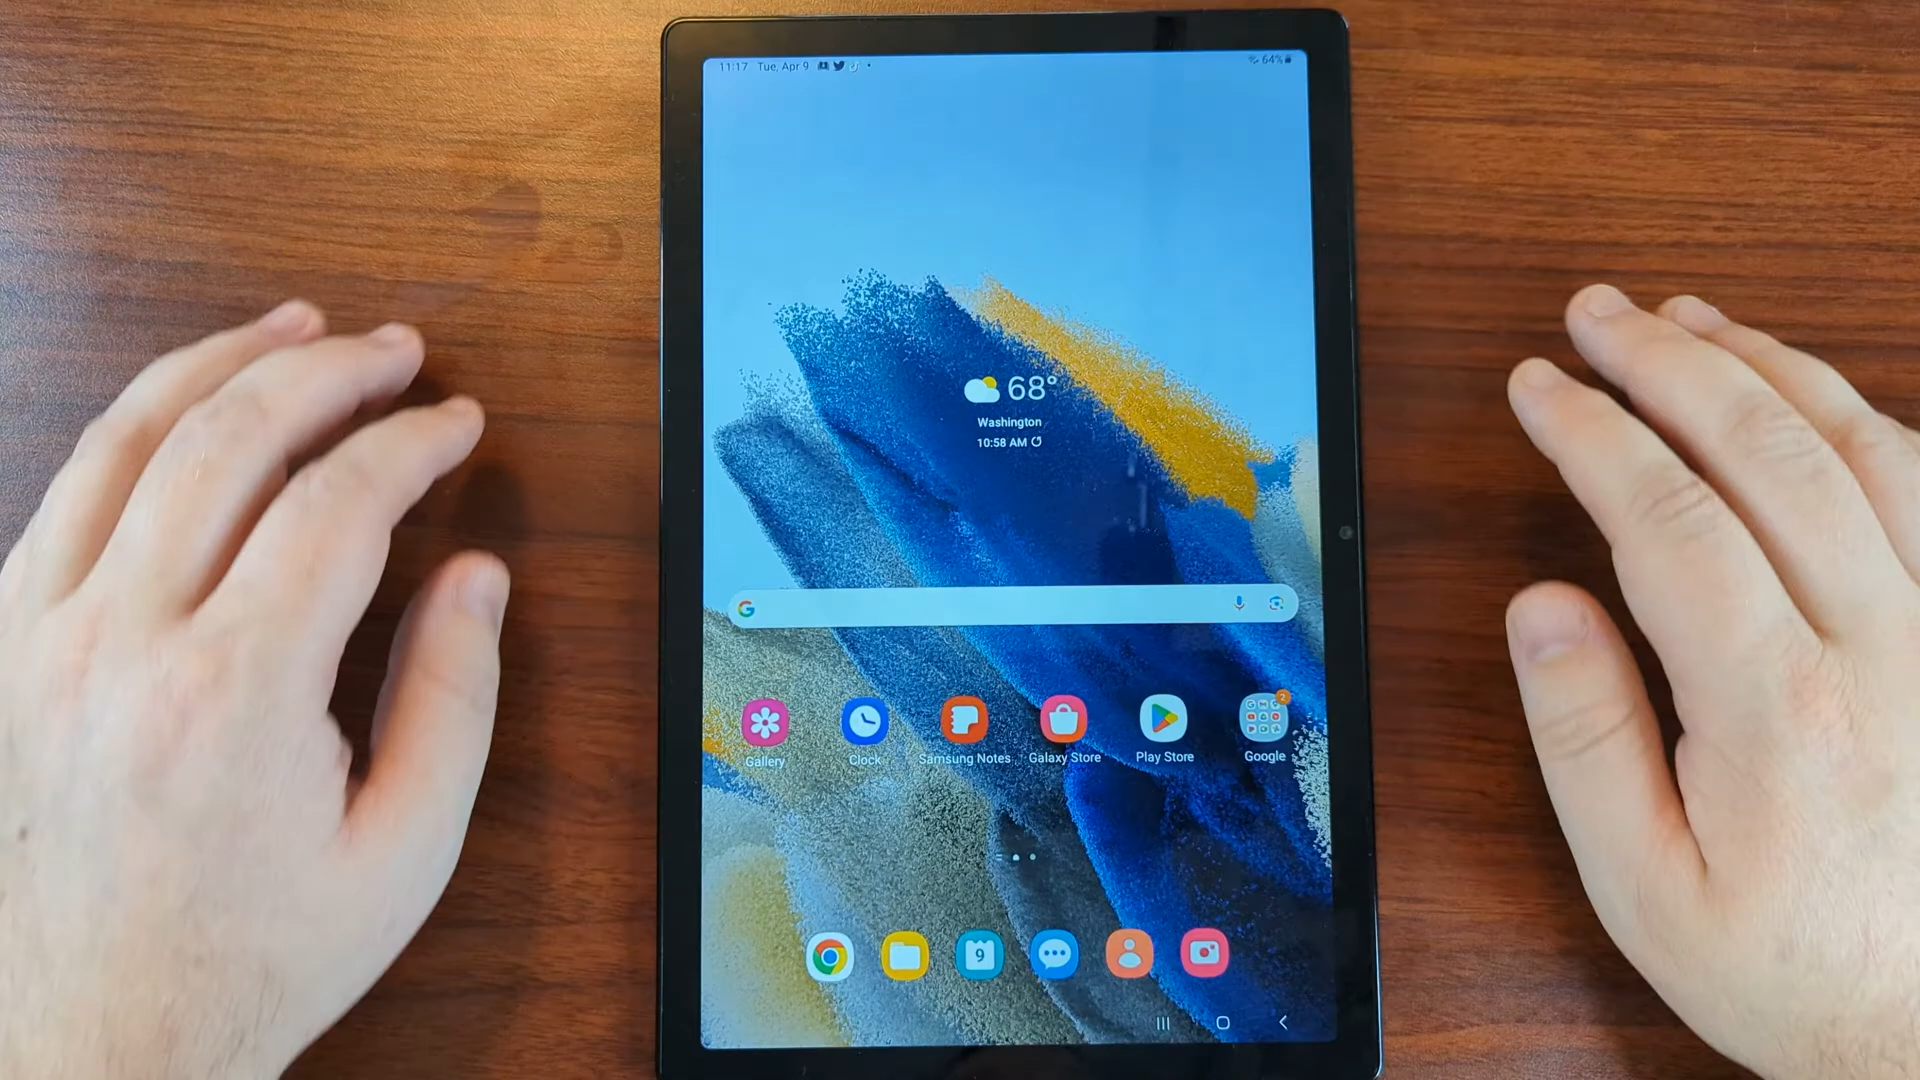 11:17 Tue, Apr 9
64%
68°
Washington
10:58 AM
G
2
Gallery
Clock
Samsung Notes
Galaxy Store
Play Store
Google
9